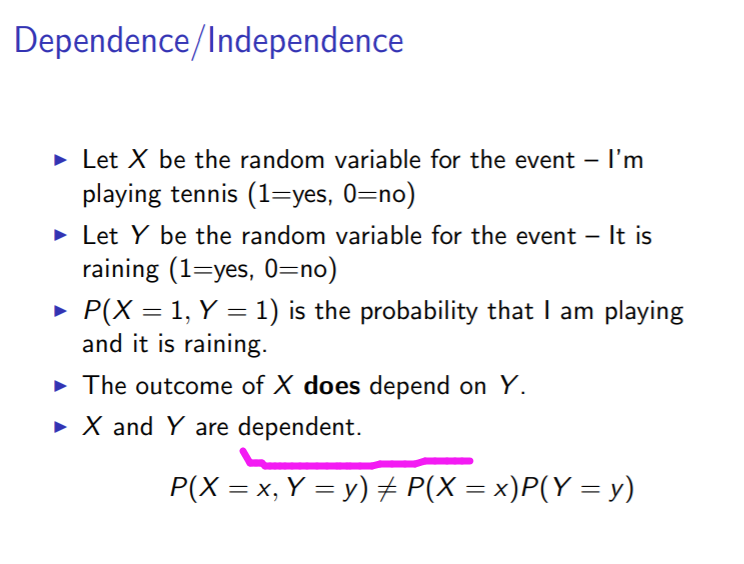 Dependence/Independence
▶ Let X be the random variable for the event – I'm
playing tennis (1=yes, 0=no)
▶ Let Y be the random variable for the event – It is
raining (1=yes, 0=no)
▶ P(X = 1, Y = 1) is the probability that I am playing
and it is raining.
▶ The outcome of X does depend on Y.
▶ X and Y are dependent.
P(X = x, Y = y) ≠ P(X = x)P(Y = y)